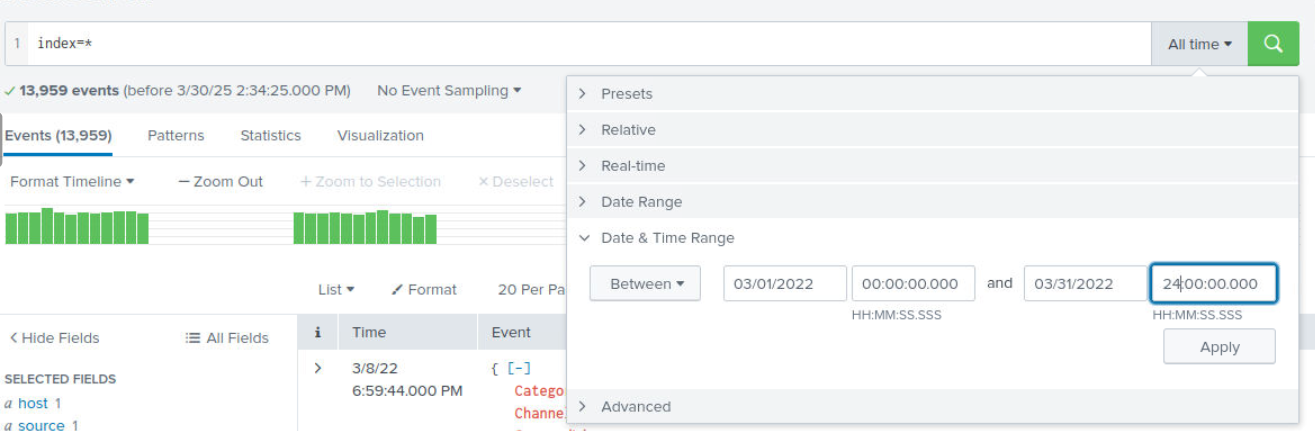 1 index=*
All time ▾
✓ 13,959 events (before 3/30/25 2:34:25.000 PM) No Event Sampling ▾
Events (13,959) Patterns Statistics Visualization
Format Timeline ▾ — Zoom Out + Zoom to Selection × Deselect
List ▾ Format 20 Per Pa
< Hide Fields All Fields
i Time Event
SELECTED FIELDS
a host 1
a source 1
> 3/8/22
6:59:44.000 PM
{ [-]
Catego
Channe
> Presets
> Relative
> Real-time
> Date Range
Date & Time Range
Between ▾ 03/01/2022 00:00:00.000 and 03/31/2022 24:00:00.000
HH:MM:SS.SSS HH:MM:SS.SSS
Apply
> Advanced